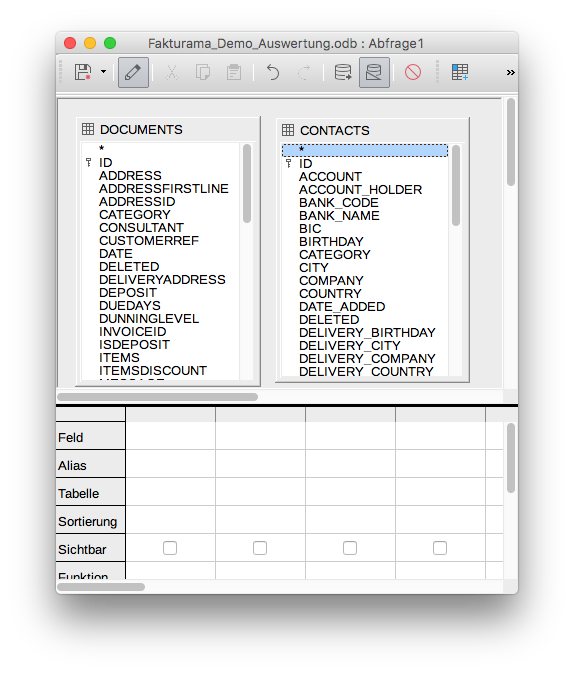 Fakturama_Demo_Auswertung.odb : Abfrage1
»
DOCUMENTS
*
ID
ADDRESS
ADDRESSFIRSTLINE
ADDRESSID
CATEGORY
CONSULTANT
CUSTOMERREF
DATE
DELETED
DELIVERYADDRESS
DEPOSIT
DUEDAYS
DUNNINGLEVEL
INVOICEID
ISDEPOSIT
ITEMS
ITEMSDISCOUNT
MESSAGE
CONTACTS
*
ID
ACCOUNT
ACCOUNT_HOLDER
BANK_CODE
BANK_NAME
BIC
BIRTHDAY
CATEGORY
CITY
COMPANY
COUNTRY
DATE_ADDED
DELETED
DELIVERY_BIRTHDAY
DELIVERY_CITY
DELIVERY_COMPANY
DELIVERY_COUNTRY
Feld
Alias
Tabelle
Sortierung
Sichtbar
Funktion